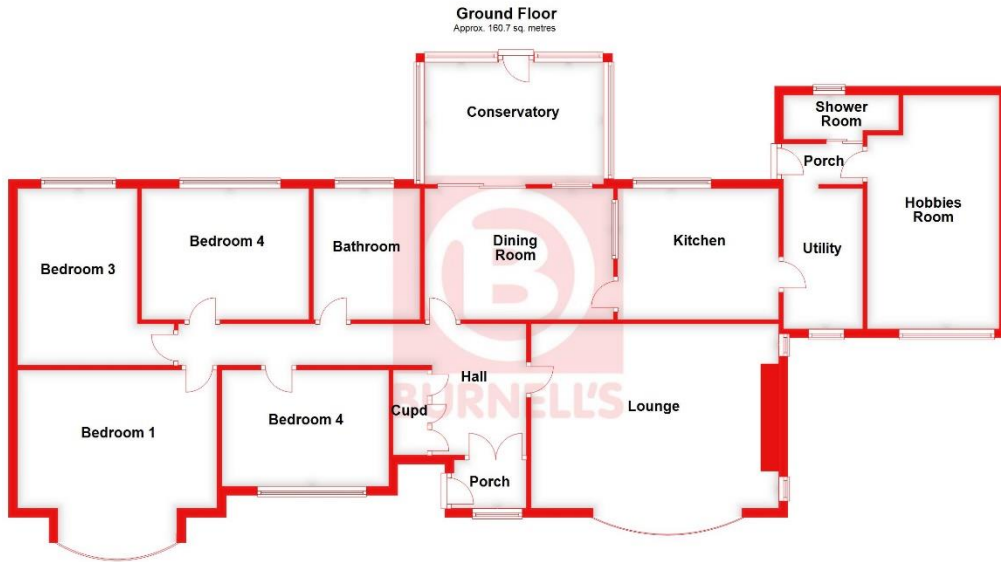 Ground Floor
Approx. 160.7 sq. metres
Conservatory
Shower
Room
Porch
Hobbies
Room
Bedroom 3
Bedroom 4
Bathroom
Dining
Room
Kitchen
Utility
Hall
Bedroom 1
Bedroom 4
Cupd
Lounge
Porch
B
BURNELL'S